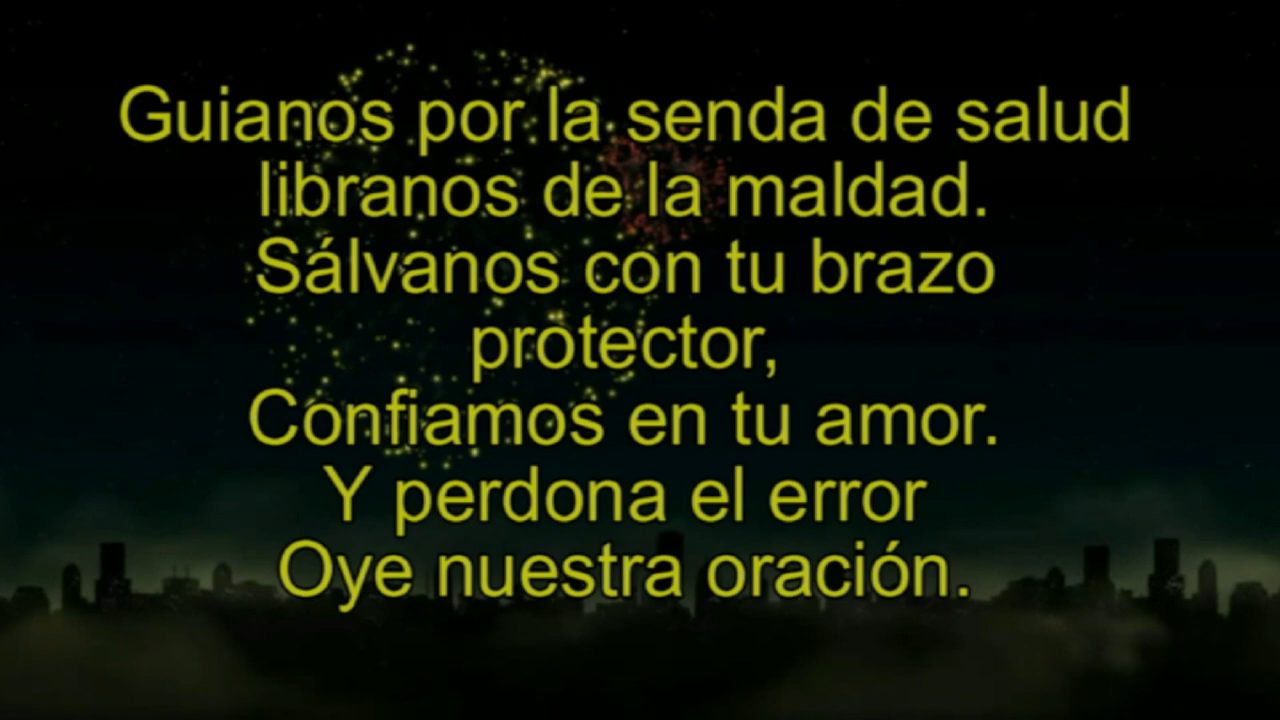 Guianos por la senda de salud
libranos de la maldad.
Sálvanos con tu brazo
protector,
Confiamos en tu amor.
Y perdona el error
Oye nuestra oración.